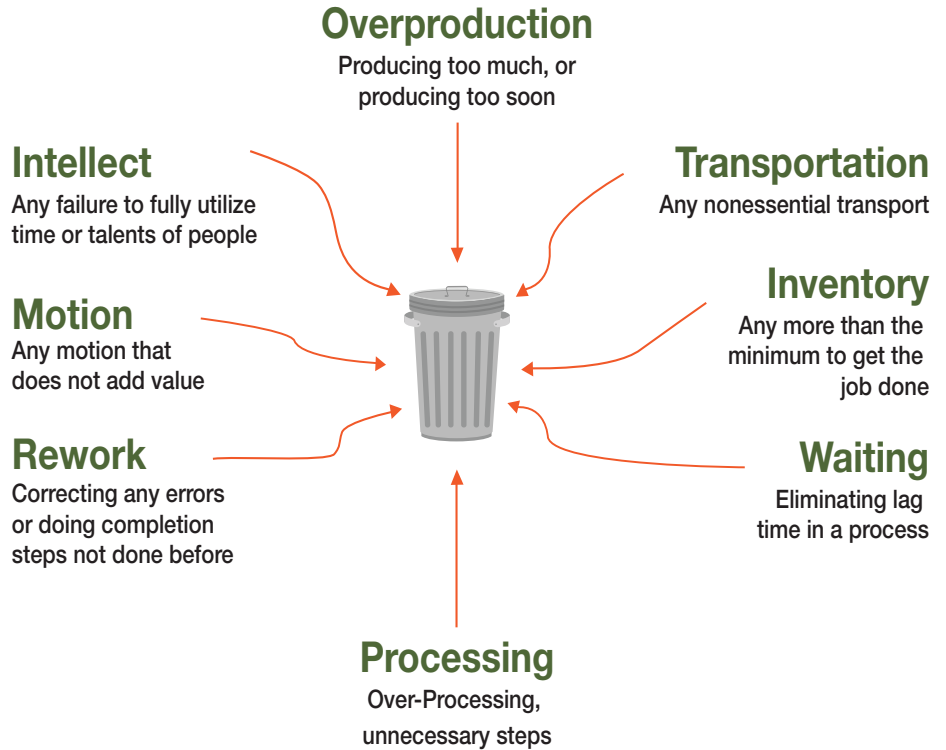 Overproduction
Producing too much, or
producing too soon
Intellect
Any failure to fully utilize
time or talents of people
Transportation
Any nonessential transport
Motion
Any motion that
does not add value
Inventory
Any more than the
minimum to get the
job done
Rework
Correcting any errors
or doing completion
steps not done before
Waiting
Eliminating lag
time in a process
Processing
Over-Processing,
unnecessary steps